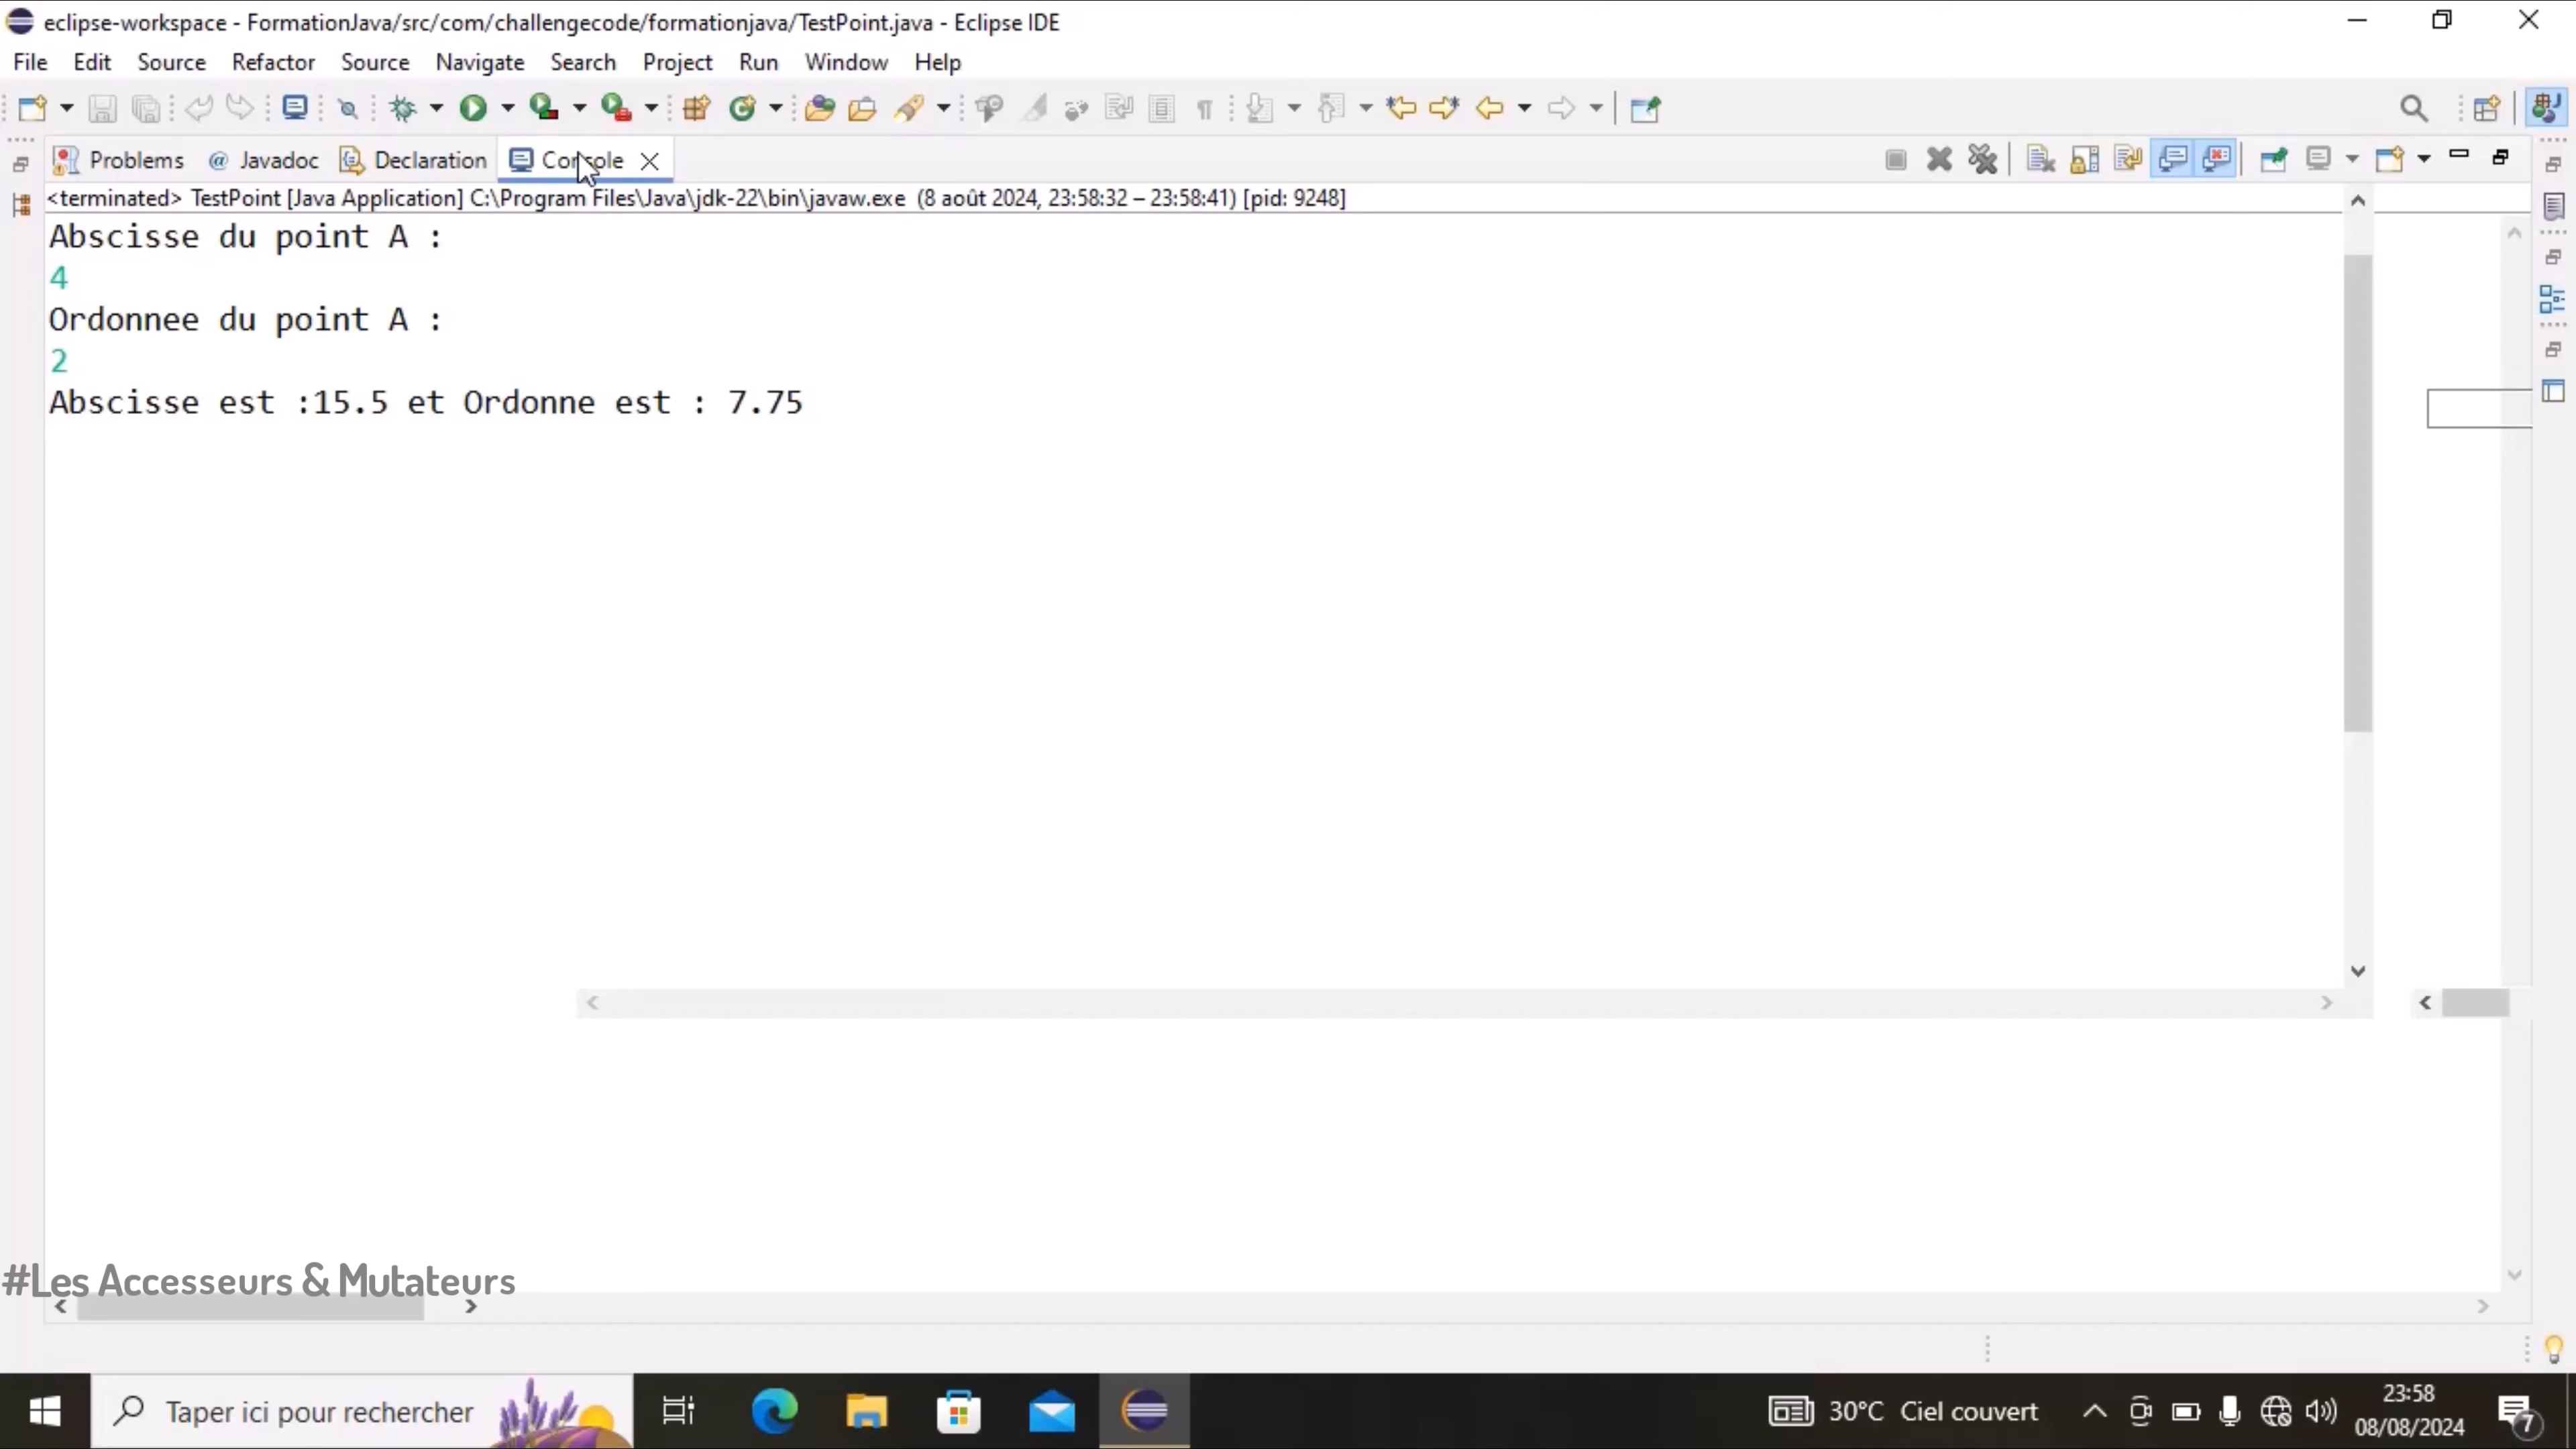 eclipse-workspace - FormationJava/src/com/challengecode/formationjava/TestPoint.java - Eclipse IDE
File Edit Source Refactor Source Navigate Search Project Run Window Help
Problems @ Javadoc Declaration Console
<terminated> TestPoint [Java Application] C:\Program Files\Java\jdk-22\bin\javaw.exe (8 août 2024, 23:58:32 – 23:58:41) [pid: 9248]
Abscisse du point A :
4
Ordonnee du point A :
2
Abscisse est :15.5 et Ordonne est : 7.75
#Les Accesseurs & Mutateurs
Taper ici pour rechercher
30°C Ciel couvert
23:58
08/08/2024
7